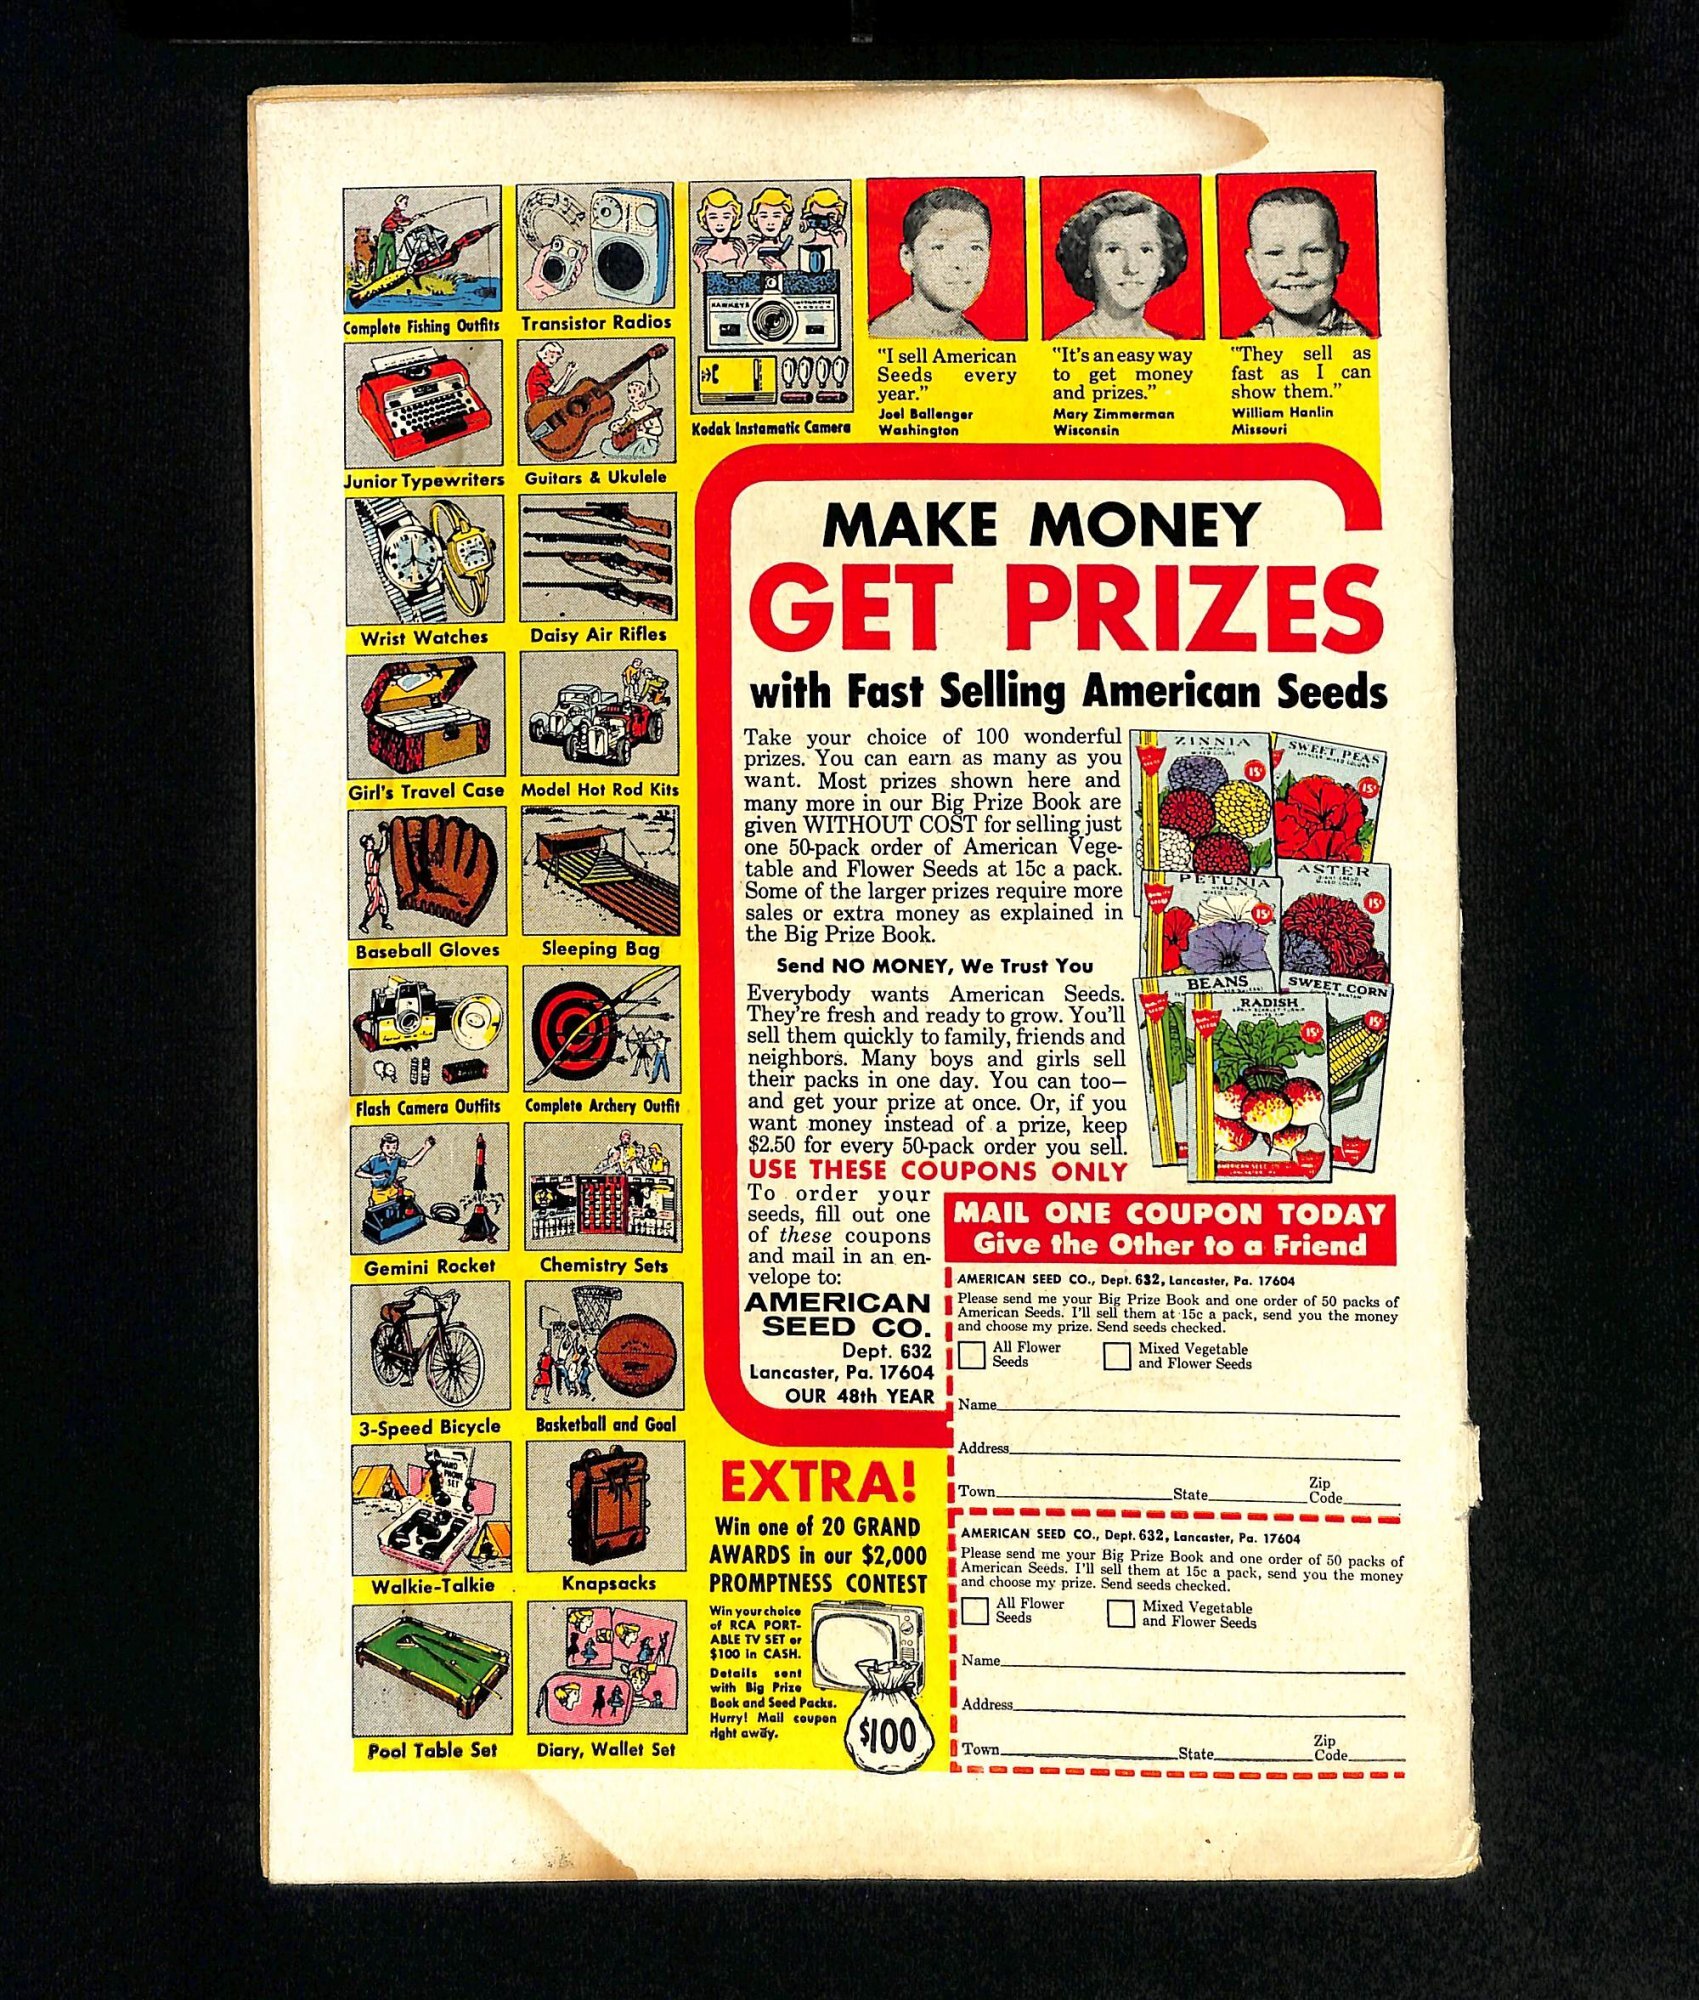 Complete Fishing Outfits
Transistor Radios
HAWKEYE
Kodak Instamatic Camera
"I sell American
Seeds every
year."
Joel Ballenger
Washington
"It's an easy way
to get money
and prizes."
Mary Zimmerman
Wisconsin
"They sell as
fast as I can
show them."
William Hanlin
Missouri
Junior Typewriters
Guitars & Ukulele
Wrist Watches
Daisy Air Rifles
Girl's Travel Case
Model Hot Rod Kits
Baseball Gloves
Sleeping Bag
Flash Camera Outfits
Complete Archery Outfit
Gemini Rocket
Chemistry Sets
3-Speed Bicycle
Basketball and Goal
Walkie-Talkie
Knapsacks
Pool Table Set
Diary, Wallet Set
MAKE MONEY
GET PRIZES
with Fast Selling American Seeds
Take your choice of 100 wonderful
prizes. You can earn as many as you
want. Most prizes shown here and
many more in our Big Prize Book are
given WITHOUT COST for selling just
one 50-pack order of American Vege-
table and Flower Seeds at 15c a pack.
Some of the larger prizes require more
sales or extra money as explained in
the Big Prize Book.
Send NO MONEY, We Trust You
Everybody wants American Seeds.
They're fresh and ready to grow. You'll
sell them quickly to family, friends and
neighbors. Many boys and girls sell
their packs in one day. You can too—
and get your prize at once. Or, if you
want money instead of a prize, keep
$2.50 for every 50-pack order you sell.
USE THESE COUPONS ONLY
To order your
seeds, fill out one
of these coupons
and mail in an en-
velope to:
AMERICAN
SEED CO.
Dept. 632
Lancaster, Pa. 17604
OUR 48th YEAR
ZINNIA
15¢
SWEET PEAS
15¢
PETUNIA
15¢
ASTER
15¢
BEANS
SWEET CORN
15¢
RADISH
15¢
MAIL ONE COUPON TODAY
Give the Other to a Friend
AMERICAN SEED CO., Dept. 632, Lancaster, Pa. 17604
Please send me your Big Prize Book and one order of 50 packs of
American Seeds. I'll sell them at 15c a pack, send you the money
and choose my prize. Send seeds checked.
All Flower
Seeds
Mixed Vegetable
and Flower Seeds
Name
Address
Town State Zip
Code
AMERICAN SEED CO., Dept. 632, Lancaster, Pa. 17604
Please send me your Big Prize Book and one order of 50 packs of
American Seeds. I'll sell them at 15c a pack, send you the money
and choose my prize. Send seeds checked.
All Flower
Seeds
Mixed Vegetable
and Flower Seeds
Name
Address
Town State Zip
Code
EXTRA!
Win one of 20 GRAND
AWARDS in our $2,000
PROMPTNESS CONTEST
Win your choice
of RCA PORT-
ABLE TV SET or
$100 in CASH.
Details sent
with Big Prize
Book and Seed Packs.
Hurry! Mail coupon
right away.
$100